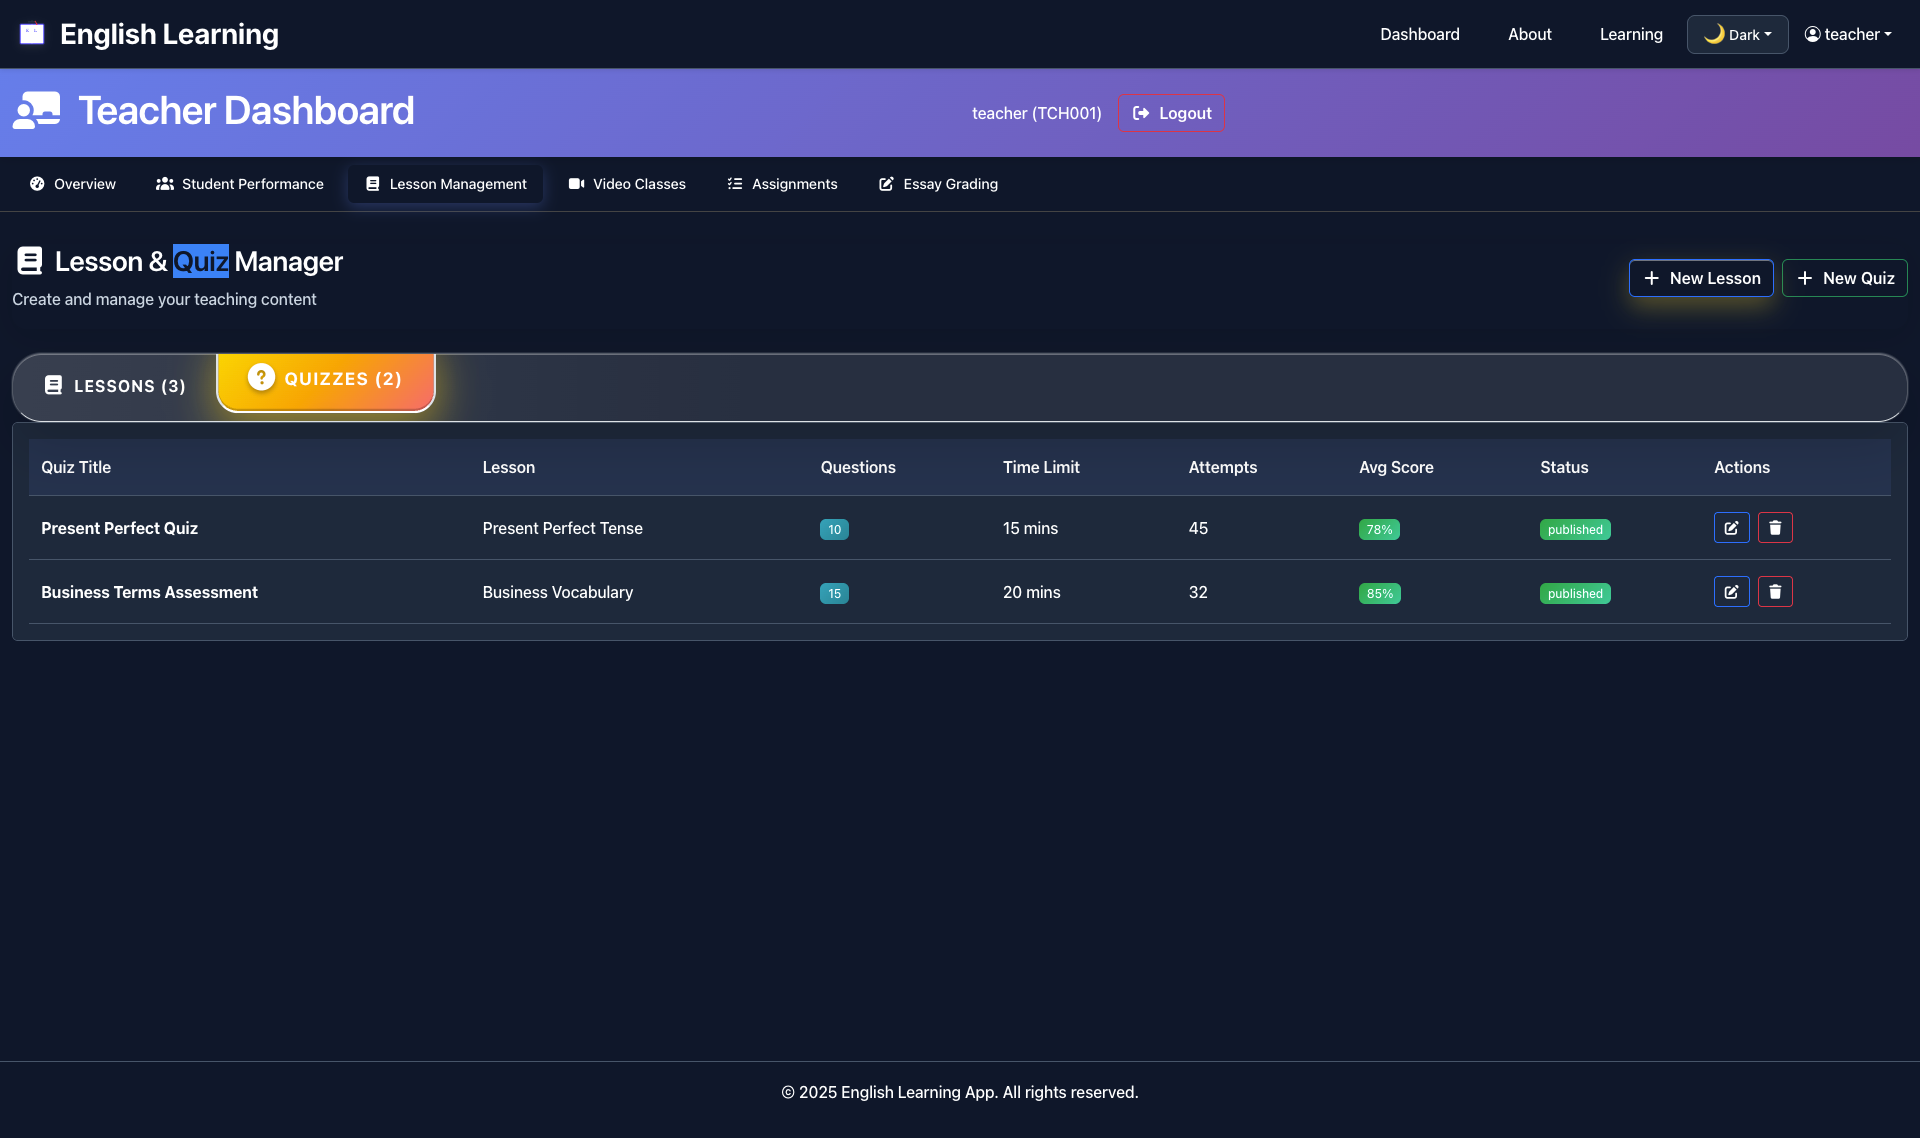 English Learning
Dashboard About Learning 🌙 Dark teacher
Teacher Dashboard
teacher (TCH001) Logout
Overview Student Performance Lesson Management Video Classes Assignments Essay Grading
Lesson & Quiz Manager
Create and manage your teaching content
+ New Lesson + New Quiz
LESSONS (3) QUIZZES (2)
Quiz Title Lesson Questions Time Limit Attempts Avg Score Status Actions
Present Perfect Quiz Present Perfect Tense 10 15 mins 45 78% published
Business Terms Assessment Business Vocabulary 15 20 mins 32 85% published
© 2025 English Learning App. All rights reserved.